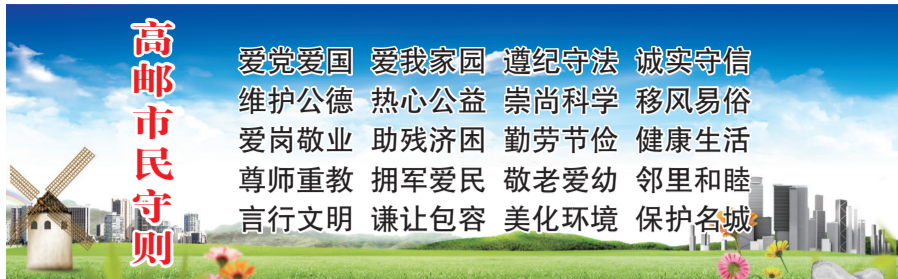 高邮市民守则
爱党爱国 爱我家园 遵纪守法 诚实守信
维护公德 热心公益 崇尚科学 移风易俗
爱岗敬业 助残济困 勤劳节俭 健康生活
尊师重教 拥军爱民 敬老爱幼 邻里和睦
言行文明 谦让包容 美化环境 保护名城